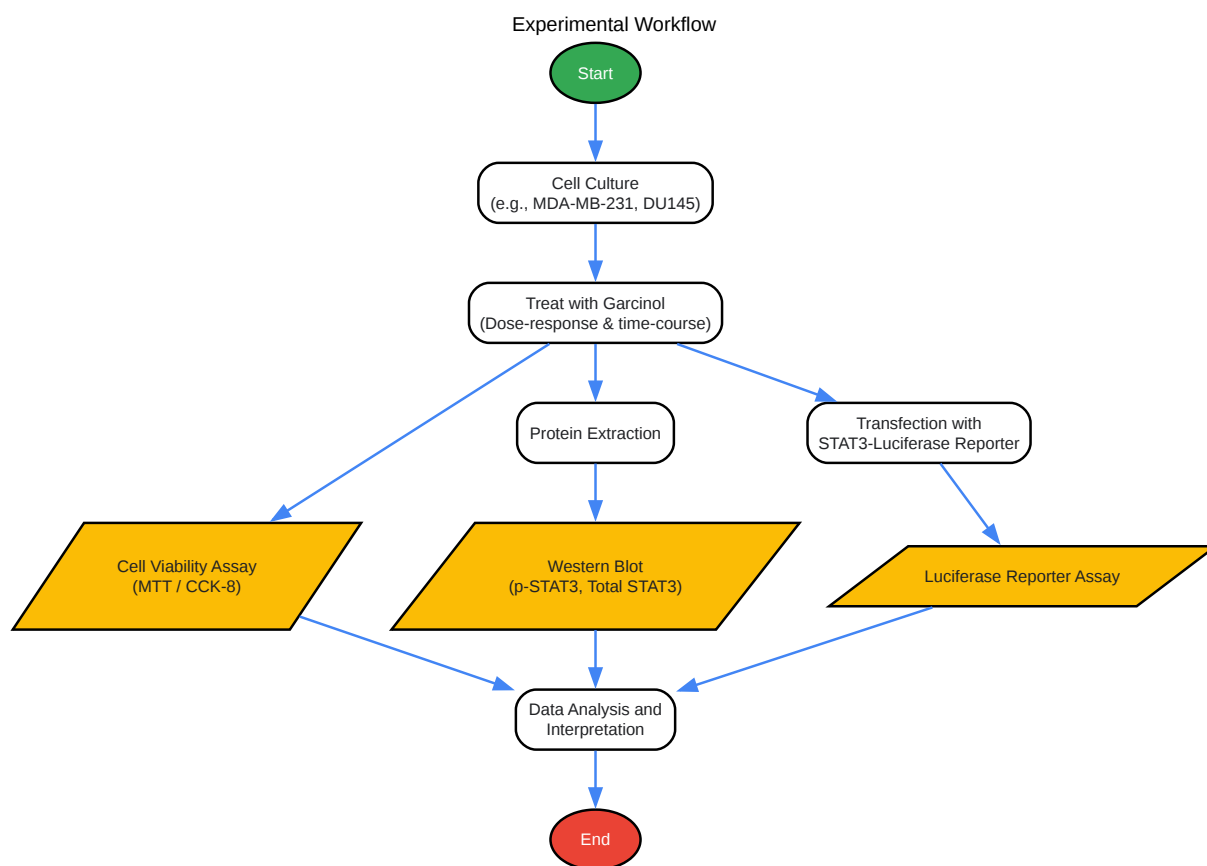 Experimental Workflow
Start
Cell Culture
(e.g., MDA-MB-231, DU145)
Treat with Garcinol
(Dose-response & time-course)
Protein Extraction
Transfection with
STAT3-Luciferase Reporter
Cell Viability Assay
(MTT / CCK-8)
Western Blot
(p-STAT3, Total STAT3)
Luciferase Reporter Assay
Data Analysis and
Interpretation
End